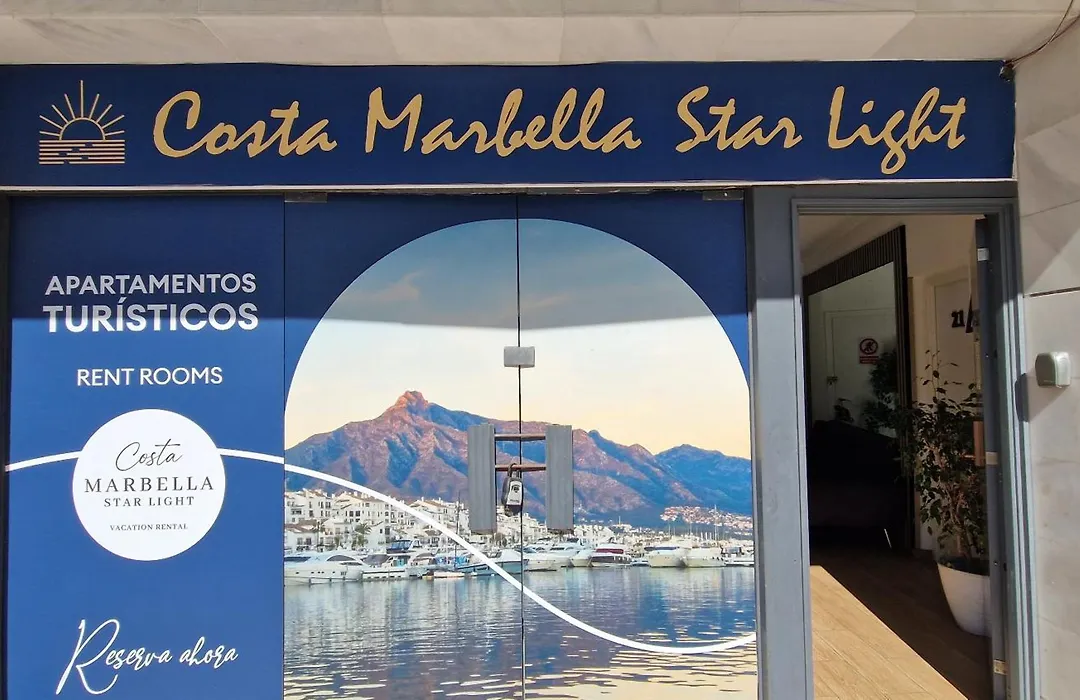 Costa Marbella Star Light
APARTAMENTOS
TURÍSTICOS
RENT ROOMS
Costa
MARBELLA
STAR LIGHT
VACATION RENTAL
Reserva ahora